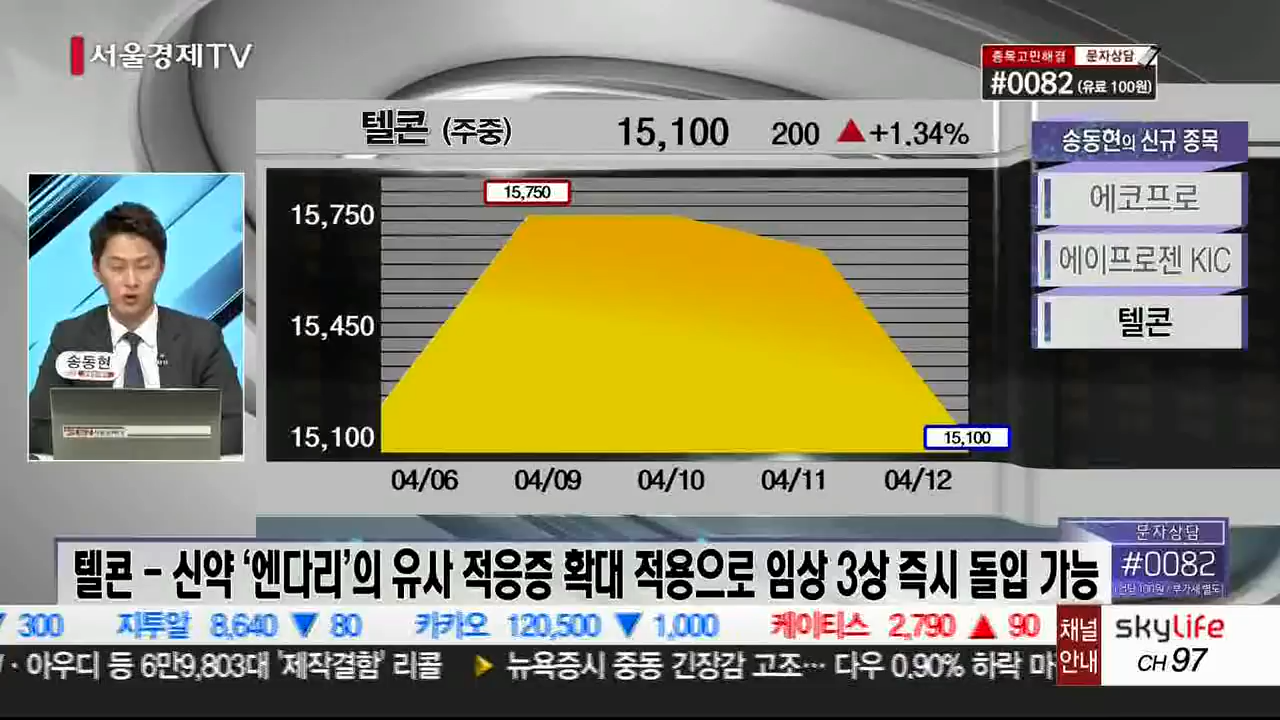 서울경제TV
종목고민해결 문자상담
#0082 (유료 100원)
텔콘 (주중) 15,100 200 ▲+1.34%
송동현의 신규 종목
에코프로
에이프로젠 KIC
텔콘
15,750
15,750
15,450
15,100
15,100
04/06 04/09 04/10 04/11 04/12
송동현
텔콘 - 신약 ‘엔다리’의 유사 적응증 확대 적용으로 임상 3상 즉시 돌입 가능
문자상담
#0082
300 지투알 8,640 ▼ 80 카카오 120,500 ▼ 1,000 케이티스 2,790 ▲ 90
채널안내
skylife
CH 97
· 아우디 등 6만9,803대 '제작결함' 리콜 ▶ 뉴욕증시 중동 긴장감 고조… 다우 0.90% 하락 마